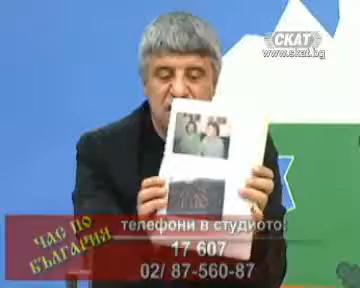 СКАТ
www.skat.bg
ЧАС ПО
БЪЛГАРИЯ
телефони в студиото:
17 607
02/ 87-560-87